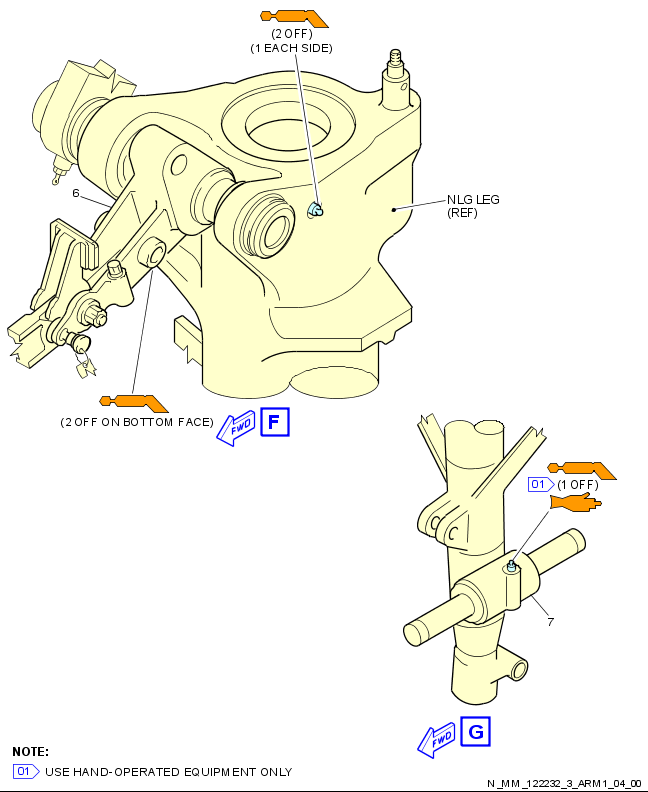 (2 OFF)
(1 EACH SIDE)
6
NLG LEG
(REF)
(2 OFF ON BOTTOM FACE)
FWD
F
01 (1 OFF)
7
FWD
G
NOTE:
01 USE HAND-OPERATED EQUIPMENT ONLY
N_MM_122232_3_ARM1_04_00